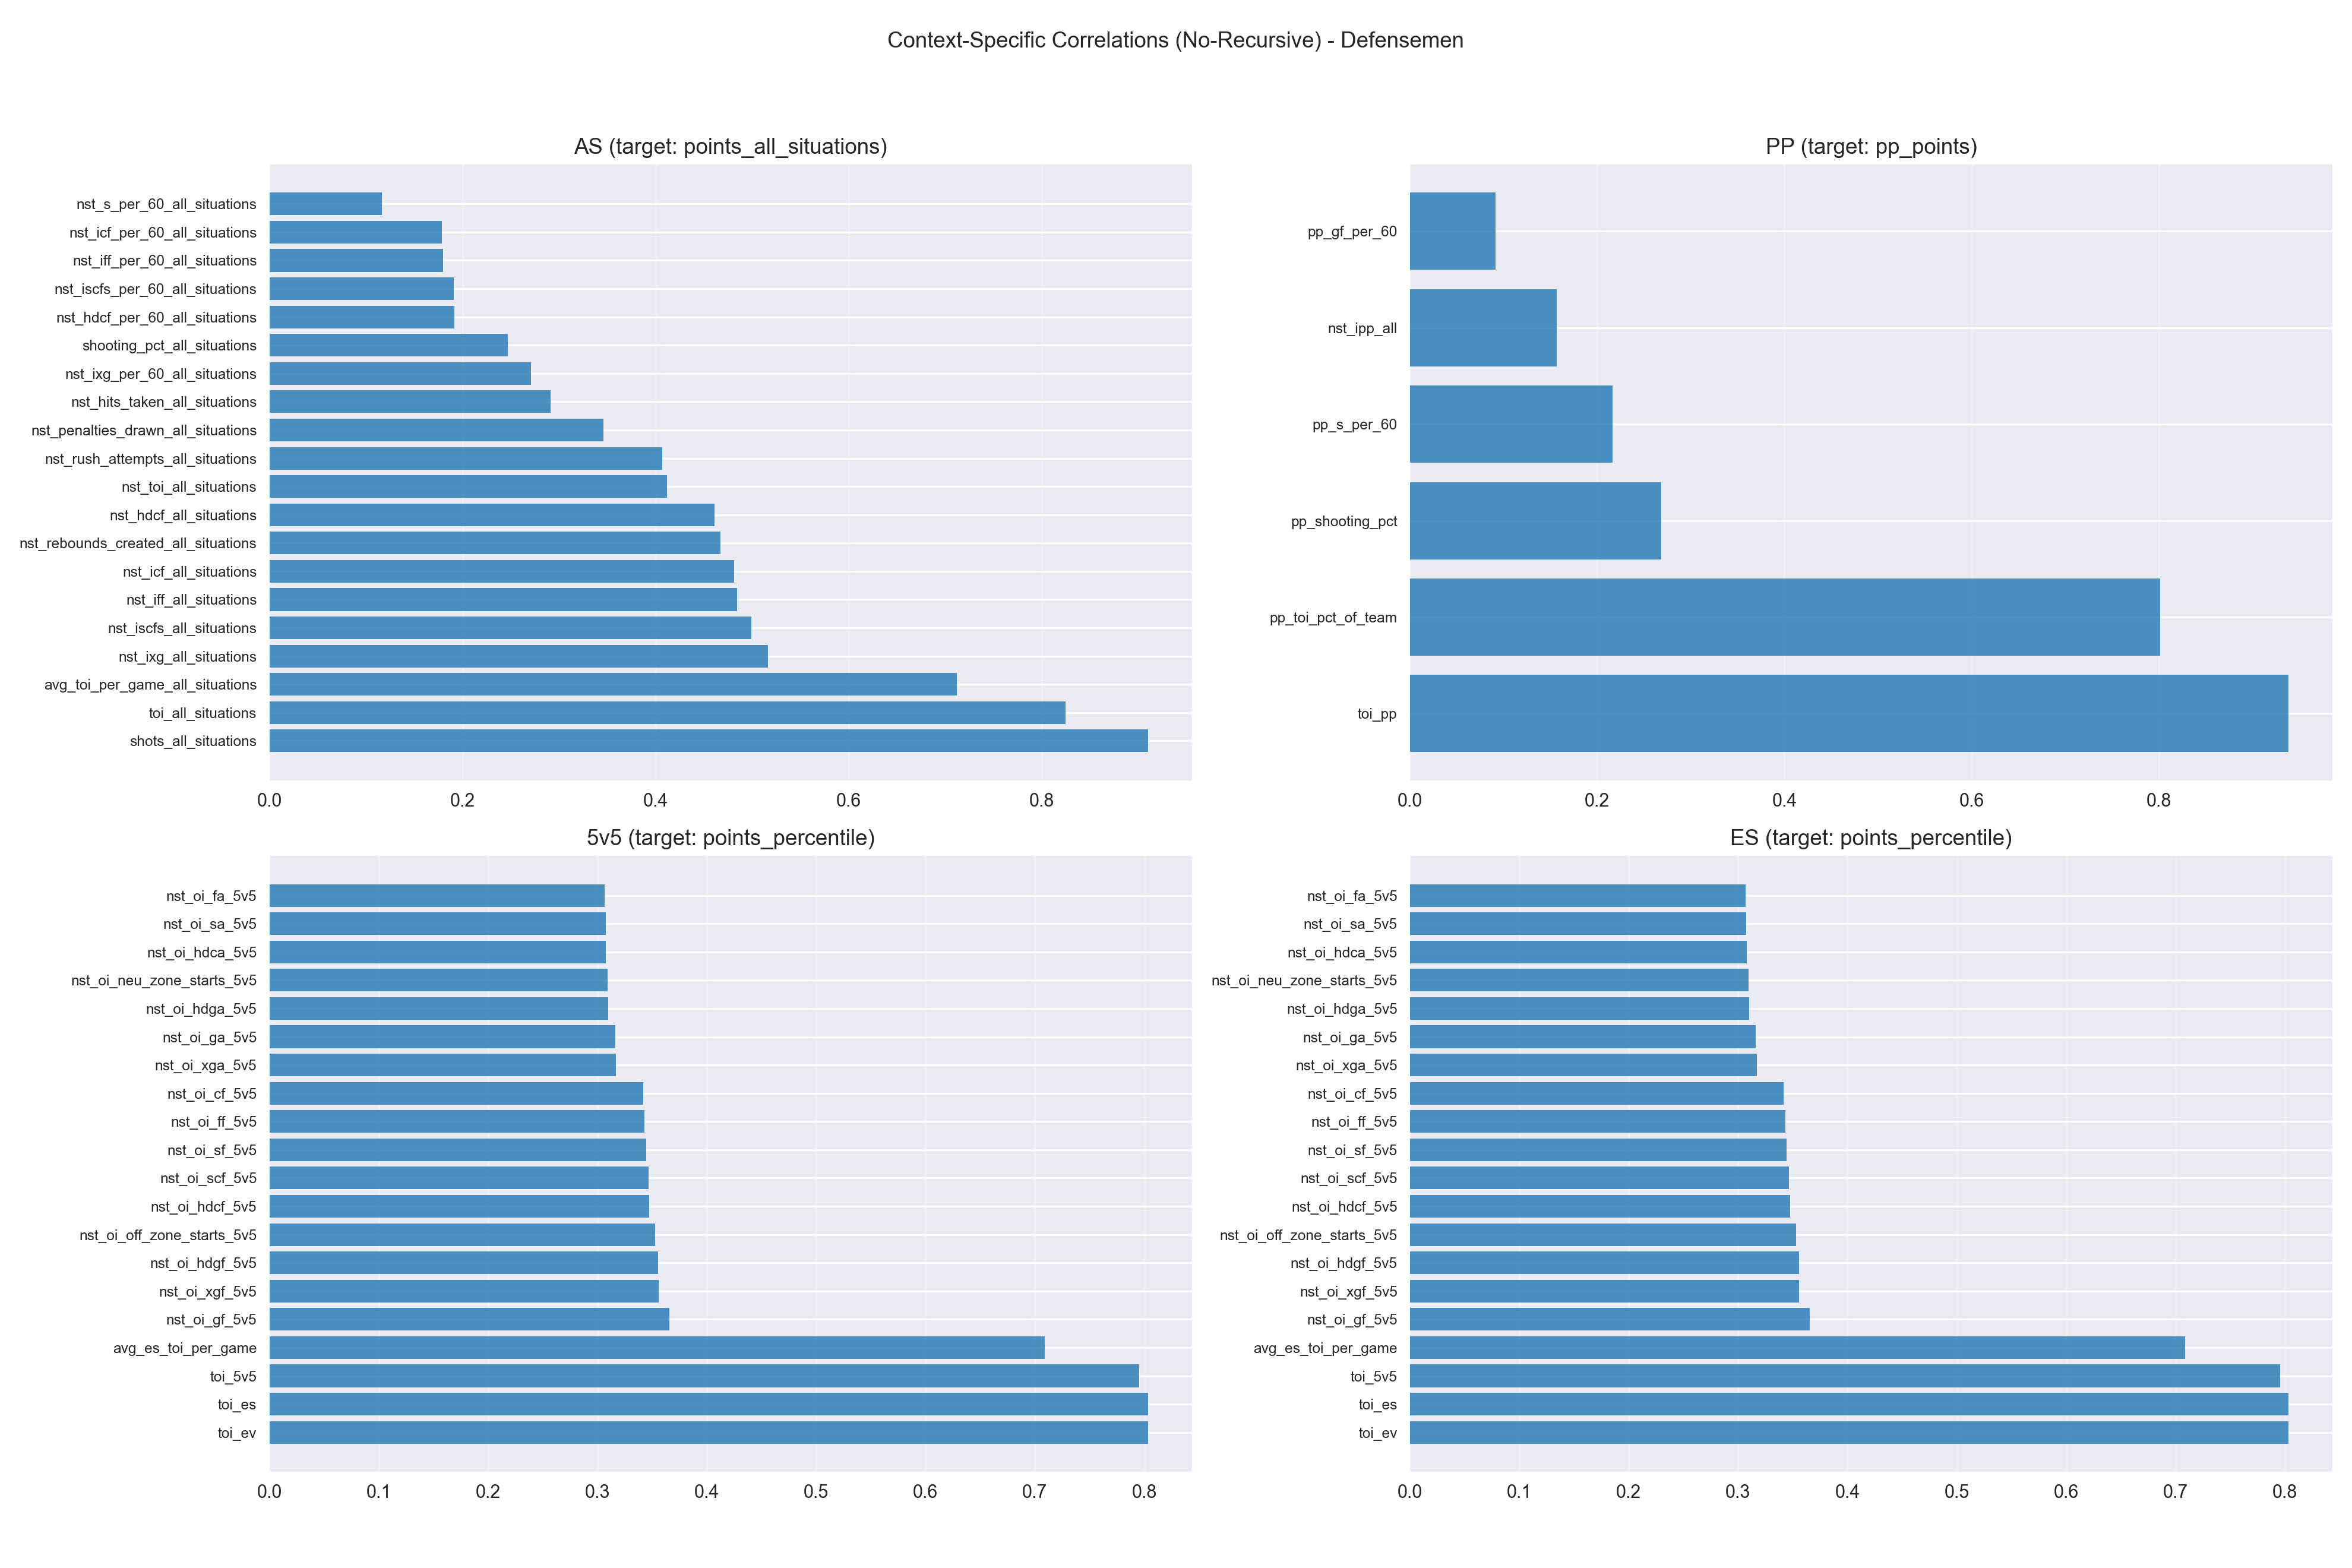 Context-Specific Correlations (No-Recursive) - Defensemen
AS (target: points_all_situations)
nst_s_per_60_all_situations
nst_icf_per_60_all_situations
nst_iff_per_60_all_situations
nst_iscfs_per_60_all_situations
nst_hdcf_per_60_all_situations
shooting_pct_all_situations
nst_ixg_per_60_all_situations
nst_hits_taken_all_situations
nst_penalties_drawn_all_situations
nst_rush_attempts_all_situations
nst_toi_all_situations
nst_hdcf_all_situations
nst_rebounds_created_all_situations
nst_icf_all_situations
nst_iff_all_situations
nst_iscfs_all_situations
nst_ixg_all_situations
avg_toi_per_game_all_situations
toi_all_situations
shots_all_situations
0.0 0.2 0.4 0.6 0.8
PP (target: pp_points)
pp_gf_per_60
nst_ipp_all
pp_s_per_60
pp_shooting_pct
pp_toi_pct_of_team
toi_pp
0.0 0.2 0.4 0.6 0.8
5v5 (target: points_percentile)
nst_oi_fa_5v5
nst_oi_sa_5v5
nst_oi_hdca_5v5
nst_oi_neu_zone_starts_5v5
nst_oi_hdga_5v5
nst_oi_ga_5v5
nst_oi_xga_5v5
nst_oi_cf_5v5
nst_oi_ff_5v5
nst_oi_sf_5v5
nst_oi_scf_5v5
nst_oi_hdcf_5v5
nst_oi_off_zone_starts_5v5
nst_oi_hdgf_5v5
nst_oi_xgf_5v5
nst_oi_gf_5v5
avg_es_toi_per_game
toi_5v5
toi_es
toi_ev
0.0 0.1 0.2 0.3 0.4 0.5 0.6 0.7 0.8
ES (target: points_percentile)
nst_oi_fa_5v5
nst_oi_sa_5v5
nst_oi_hdca_5v5
nst_oi_neu_zone_starts_5v5
nst_oi_hdga_5v5
nst_oi_ga_5v5
nst_oi_xga_5v5
nst_oi_cf_5v5
nst_oi_ff_5v5
nst_oi_sf_5v5
nst_oi_scf_5v5
nst_oi_hdcf_5v5
nst_oi_off_zone_starts_5v5
nst_oi_hdgf_5v5
nst_oi_xgf_5v5
nst_oi_gf_5v5
avg_es_toi_per_game
toi_5v5
toi_es
toi_ev
0.0 0.1 0.2 0.3 0.4 0.5 0.6 0.7 0.8